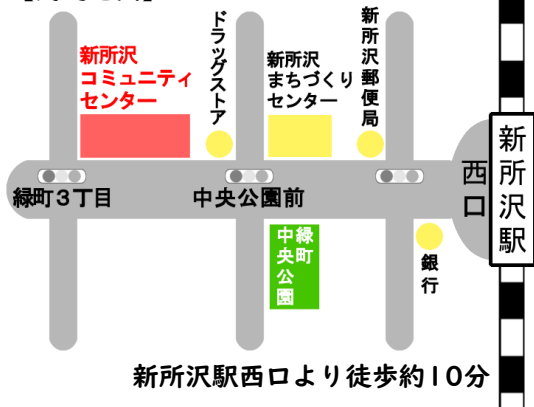 ドラッグストア
新所沢郵便局
新所沢
コミュニティ
センター
新所沢
まちづくり
センター
新所沢駅
西口
緑町3丁目
中央公園前
緑町
中央公園
銀行
新所沢駅西口より徒歩約10分